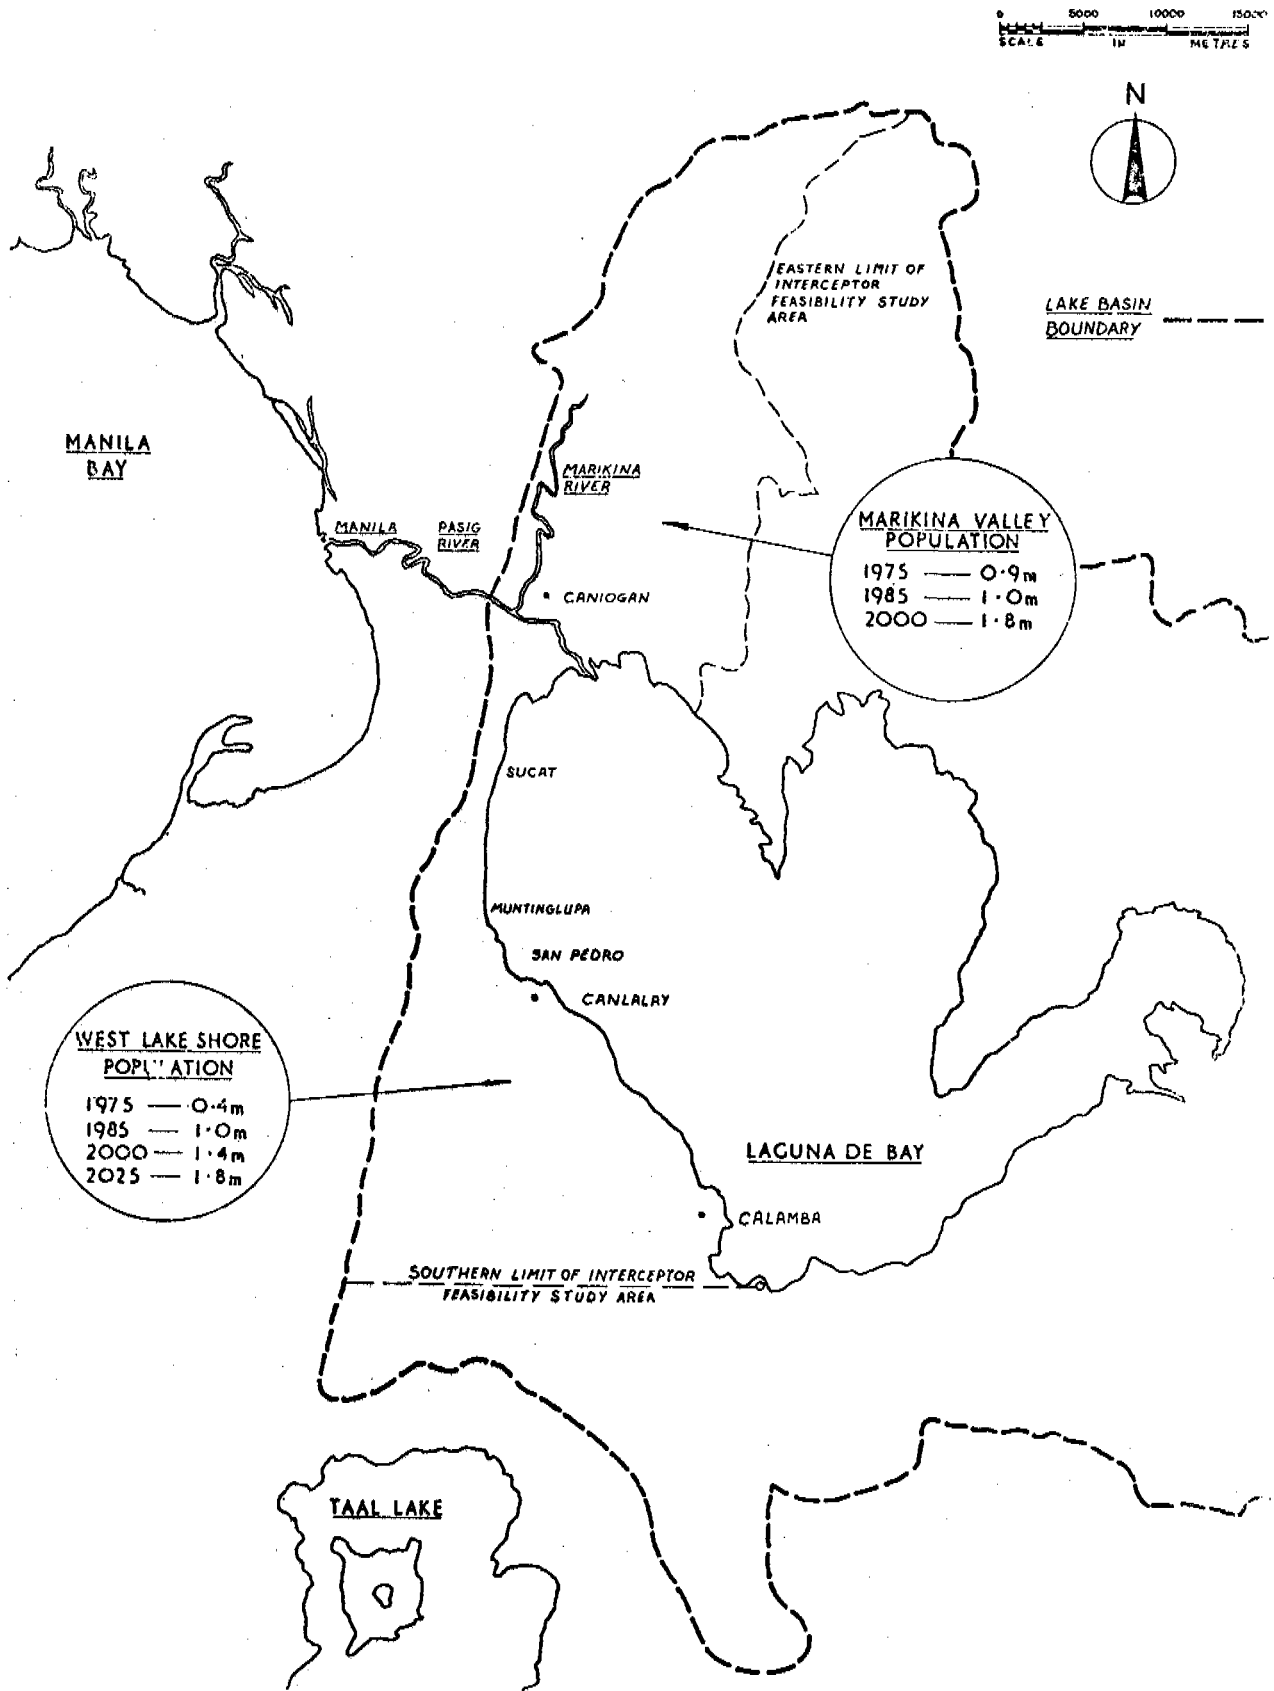 0 5000 10000 15000
SCALE IN METRES
N
EASTERN LIMIT OF
INTERCEPTOR
FEASIBILITY STUDY
AREA
LAKE BASIN
BOUNDARY
MANILA
BAY
MARIKINA
RIVER
MANILA
PASIG
RIVER
MARIKINA VALLEY
POPULATION
1975 — 0.9m
1985 — 1.0m
2000 — 1.8m
CANIOGAN
SUCAT
MUNTINGLUPA
SAN PEDRO
CANLALAY
WEST LAKE SHORE
POPU" ATION
1975 — 0.4m
1985 — 1.0m
2000 — 1.4m
2025 — 1.8m
LAGUNA DE BAY
CALAMBA
SOUTHERN LIMIT OF INTERCEPTOR
FEASIBILITY STUDY AREA
TAAL LAKE